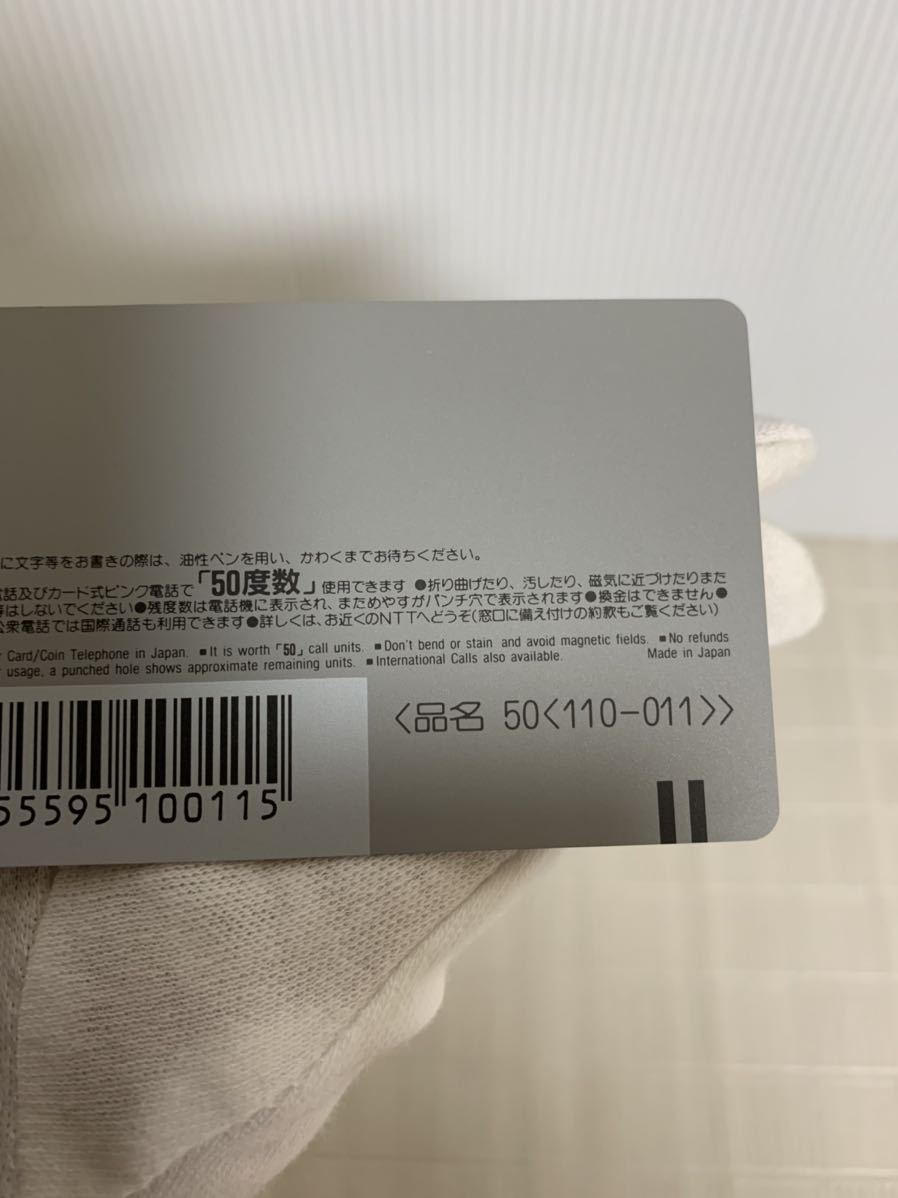 に文字等をお書きの際は、油性ペンを用い、かわくまでお待ちください。
電話及びカード式ピンク電話で「50度数」使用できます ●折り曲げたり、汚したり、磁気に近づけたりまた
等はしないでください●残度数は電話機に表示され、まためやすがパンチ穴で表示されます●換金はできません●
公衆電話では国際通話も利用できます●詳しくは、お近くのNTTへどうぞ(窓口に備え付けの約款もご覧ください)
Card/Coin Telephone in Japan. ■It is worth「50」call units. ■Don't bend or stain and avoid magnetic fields. ■No refunds
usage, a punched hole shows approximate remaining units. ■International Calls also available. Made in Japan
〈品名 50〈110-011〉〉
55595 100115